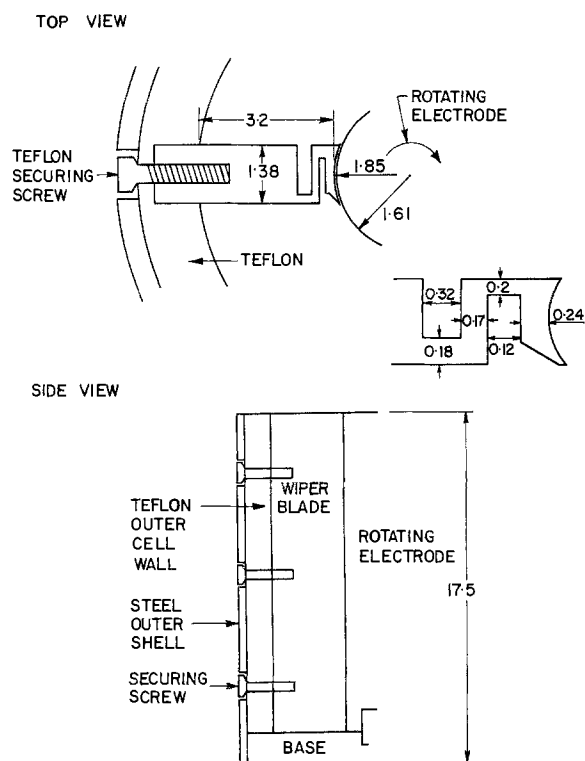 TOP VIEW
3·2
ROTATING
ELECTRODE
TEFLON
SECURING
SCREW
1·38
1·85
1·61
TEFLON
0·32
0·2
0·17
0·24
0·18
0·12
SIDE VIEW
WIPER
BLADE
TEFLON
OUTER
CELL
WALL
ROTATING
ELECTRODE
17·5
STEEL
OUTER
SHELL
SECURING
SCREW
BASE